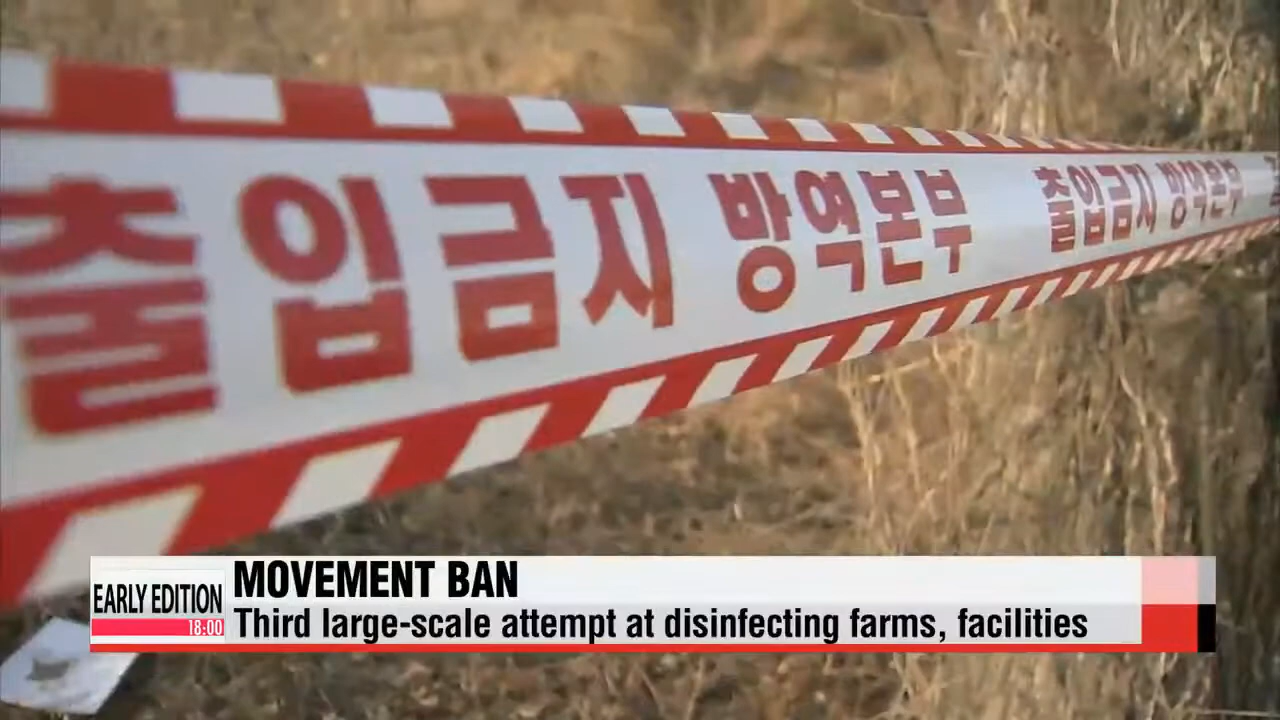 출입금지 방역본부 출입금지 방역본부
EARLY EDITION
18:00
MOVEMENT BAN
Third large-scale attempt at disinfecting farms, facilities